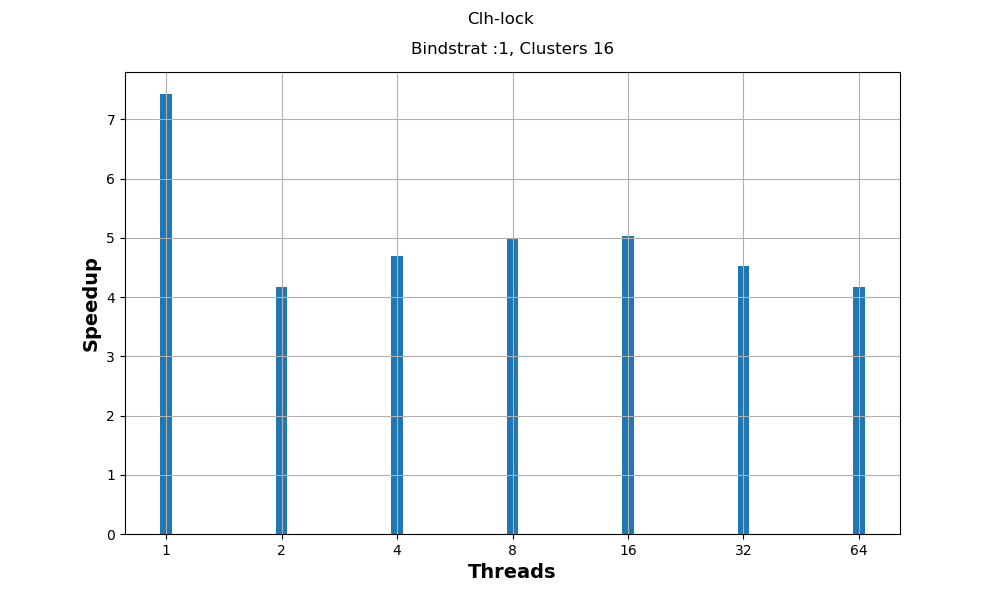 Clh-lock
Bindstrat :1, Clusters 16
7
6
5
4
3
2
1
0
Speedup
1 2 4 8 16 32 64
Threads